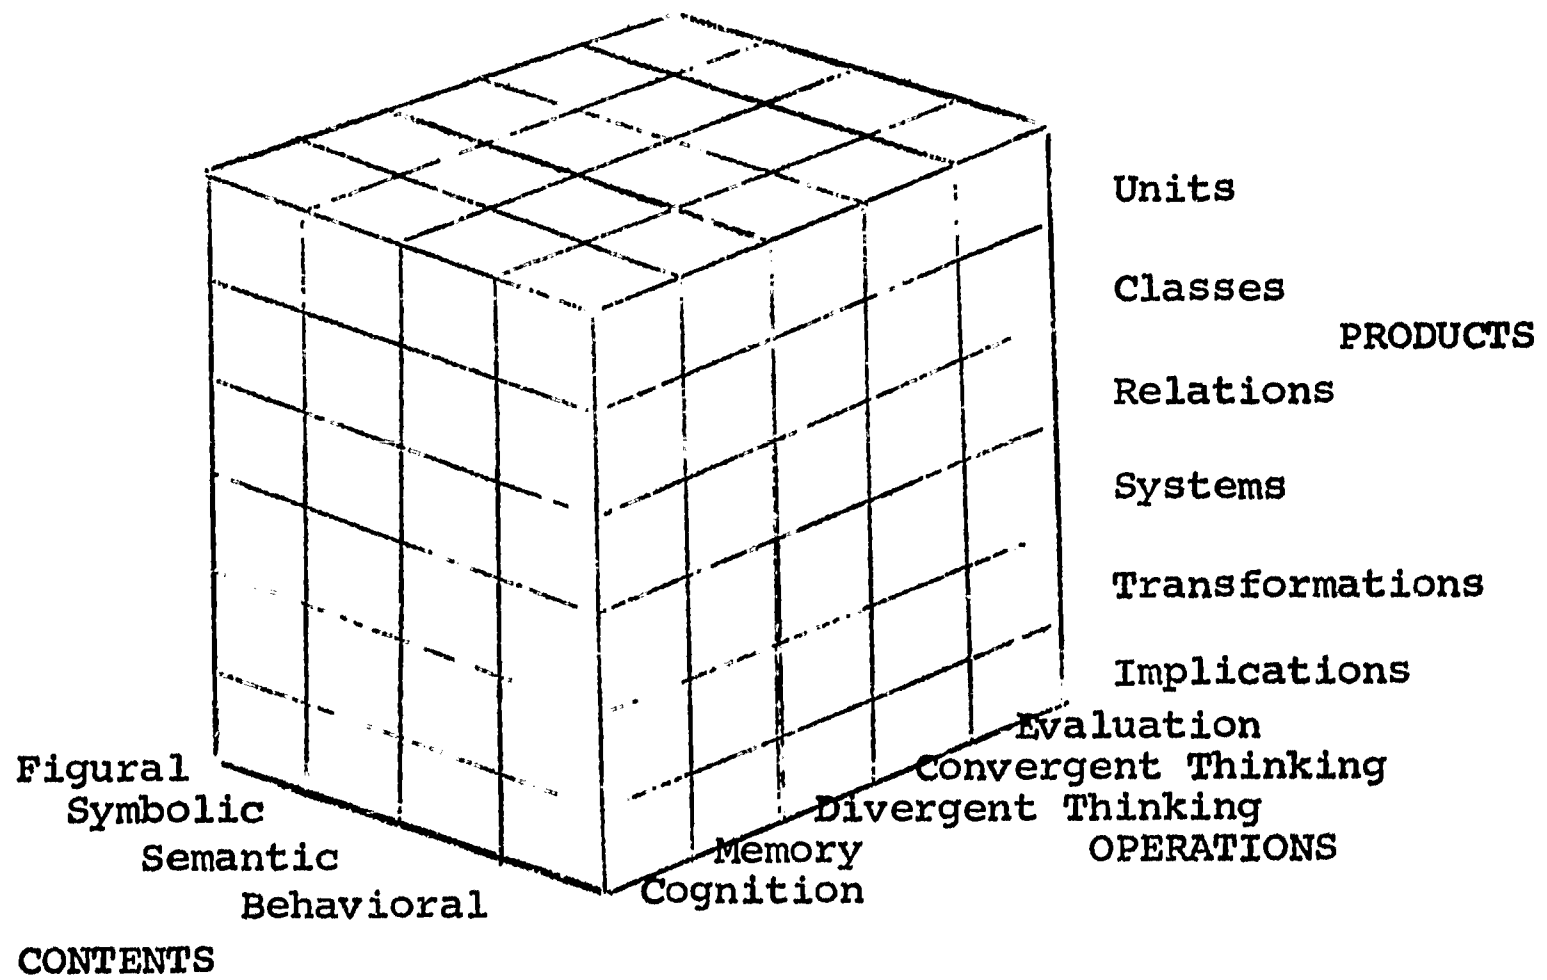 Units
Classes
PRODUCTS
Relations
Systems
Transformations
Implications
Evaluation
Convergent Thinking
Divergent Thinking
OPERATIONS
Memory
Cognition
Figural
Symbolic
Semantic
Behavioral
CONTENTS